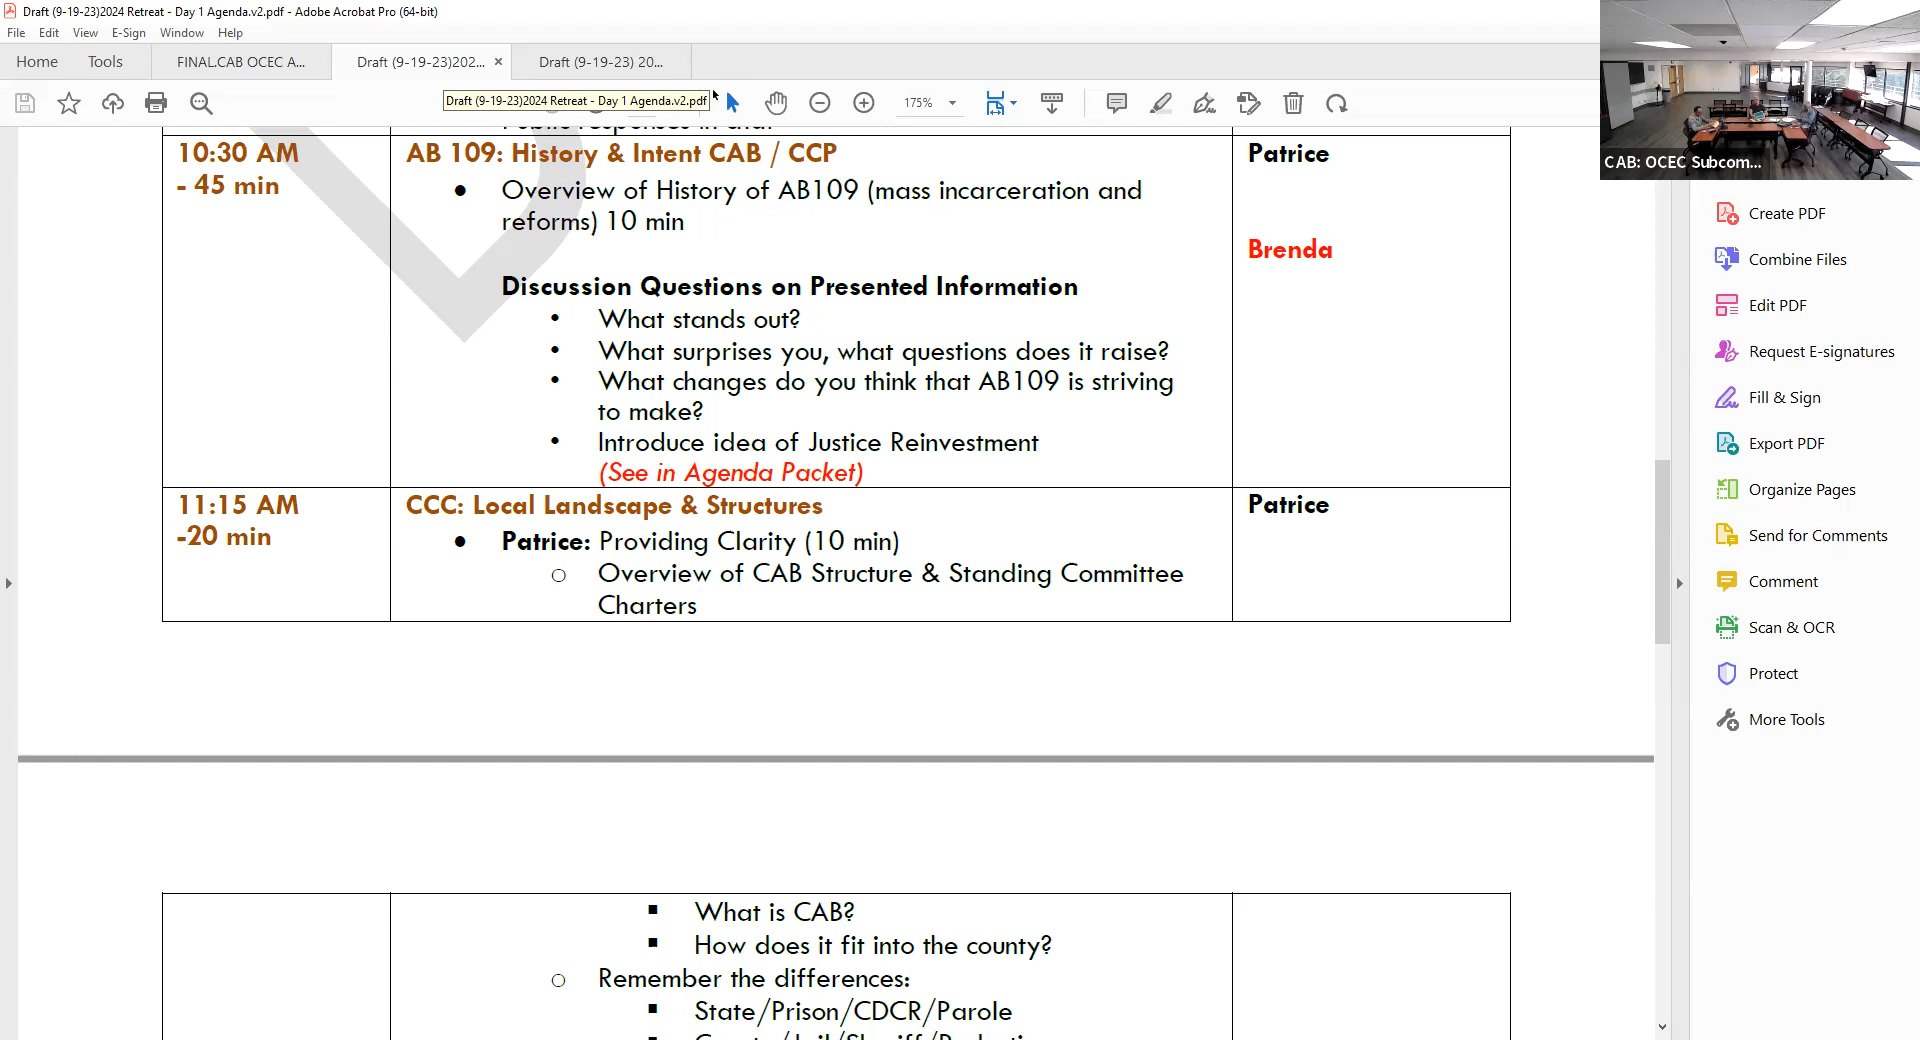 Draft (9-19-23)2024 Retreat - Day 1 Agenda.v2.pdf - Adobe Acrobat Pro (64-bit)
File Edit View E-Sign Window Help
Home Tools FINAL.CAB OCEC A... Draft (9-19-23)202... × Draft (9-19-23) 20...
Draft (9-19-23)2024 Retreat - Day 1 Agenda.v2.pdf
175%
CAB: OCEC Subcom...
10:30 AM
- 45 min
AB 109: History & Intent CAB / CCP
• Overview of History of AB109 (mass incarceration and
reforms) 10 min
Discussion Questions on Presented Information
• What stands out?
• What surprises you, what questions does it raise?
• What changes do you think that AB109 is striving
to make?
• Introduce idea of Justice Reinvestment
(See in Agenda Packet)
Patrice
Brenda
11:15 AM
-20 min
CCC: Local Landscape & Structures
• Patrice: Providing Clarity (10 min)
○ Overview of CAB Structure & Standing Committee
Charters
Patrice
▪ What is CAB?
▪ How does it fit into the county?
○ Remember the differences:
▪ State/Prison/CDCR/Parole
Create PDF
Combine Files
Edit PDF
Request E-signatures
Fill & Sign
Export PDF
Organize Pages
Send for Comments
Comment
Scan & OCR
Protect
More Tools